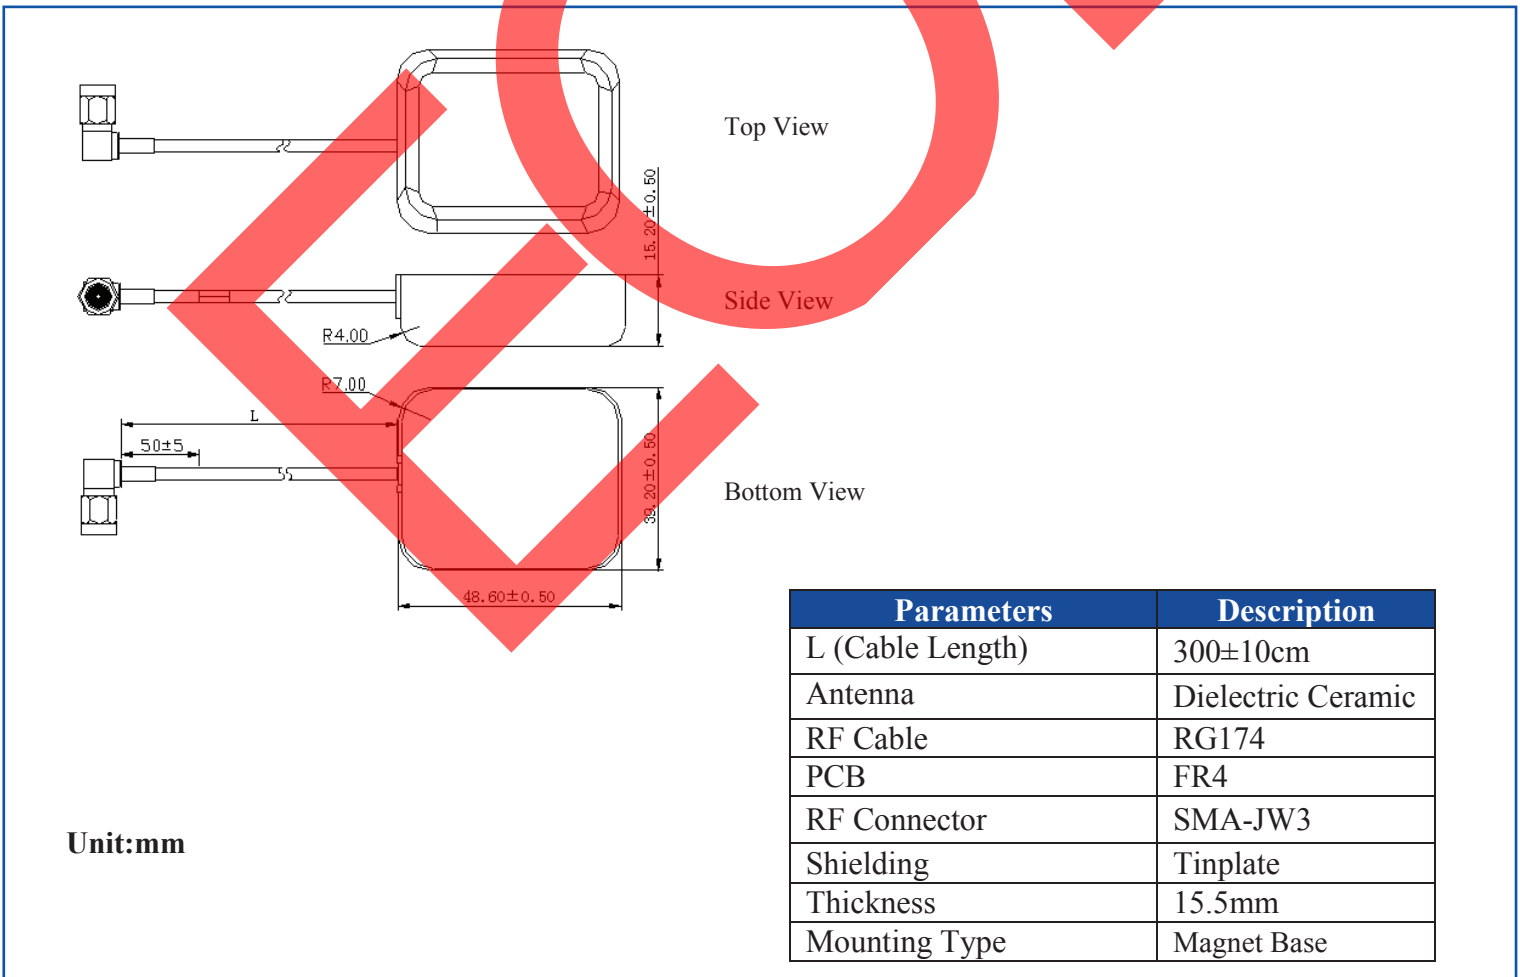 Top View
15.20±0.50
Side View
R4.00
R7.00
L
50±5
39.20±0.50
Bottom View
48.60±0.50
Parameters Description
L (Cable Length) 300±10cm
Antenna Dielectric Ceramic
RF Cable RG174
PCB FR4
RF Connector SMA-JW3
Shielding Tinplate
Thickness 15.5mm
Mounting Type Magnet Base
Unit:mm